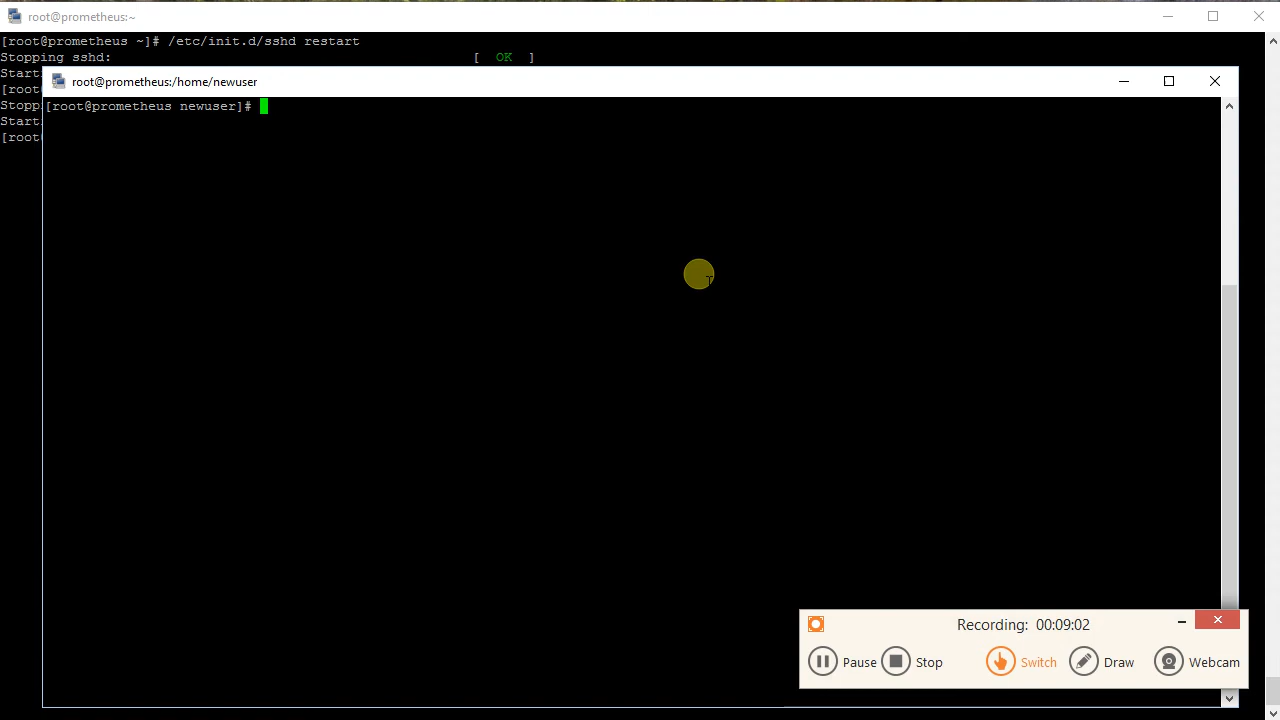 root@prometheus:~
[root@prometheus ~]# /etc/init.d/sshd restart
Stopping sshd: [ OK ]
Start
[root
Stopp
Start
[root
root@prometheus:/home/newuser
[root@prometheus newuser]#
Recording: 00:09:02
Pause Stop Switch Draw Webcam